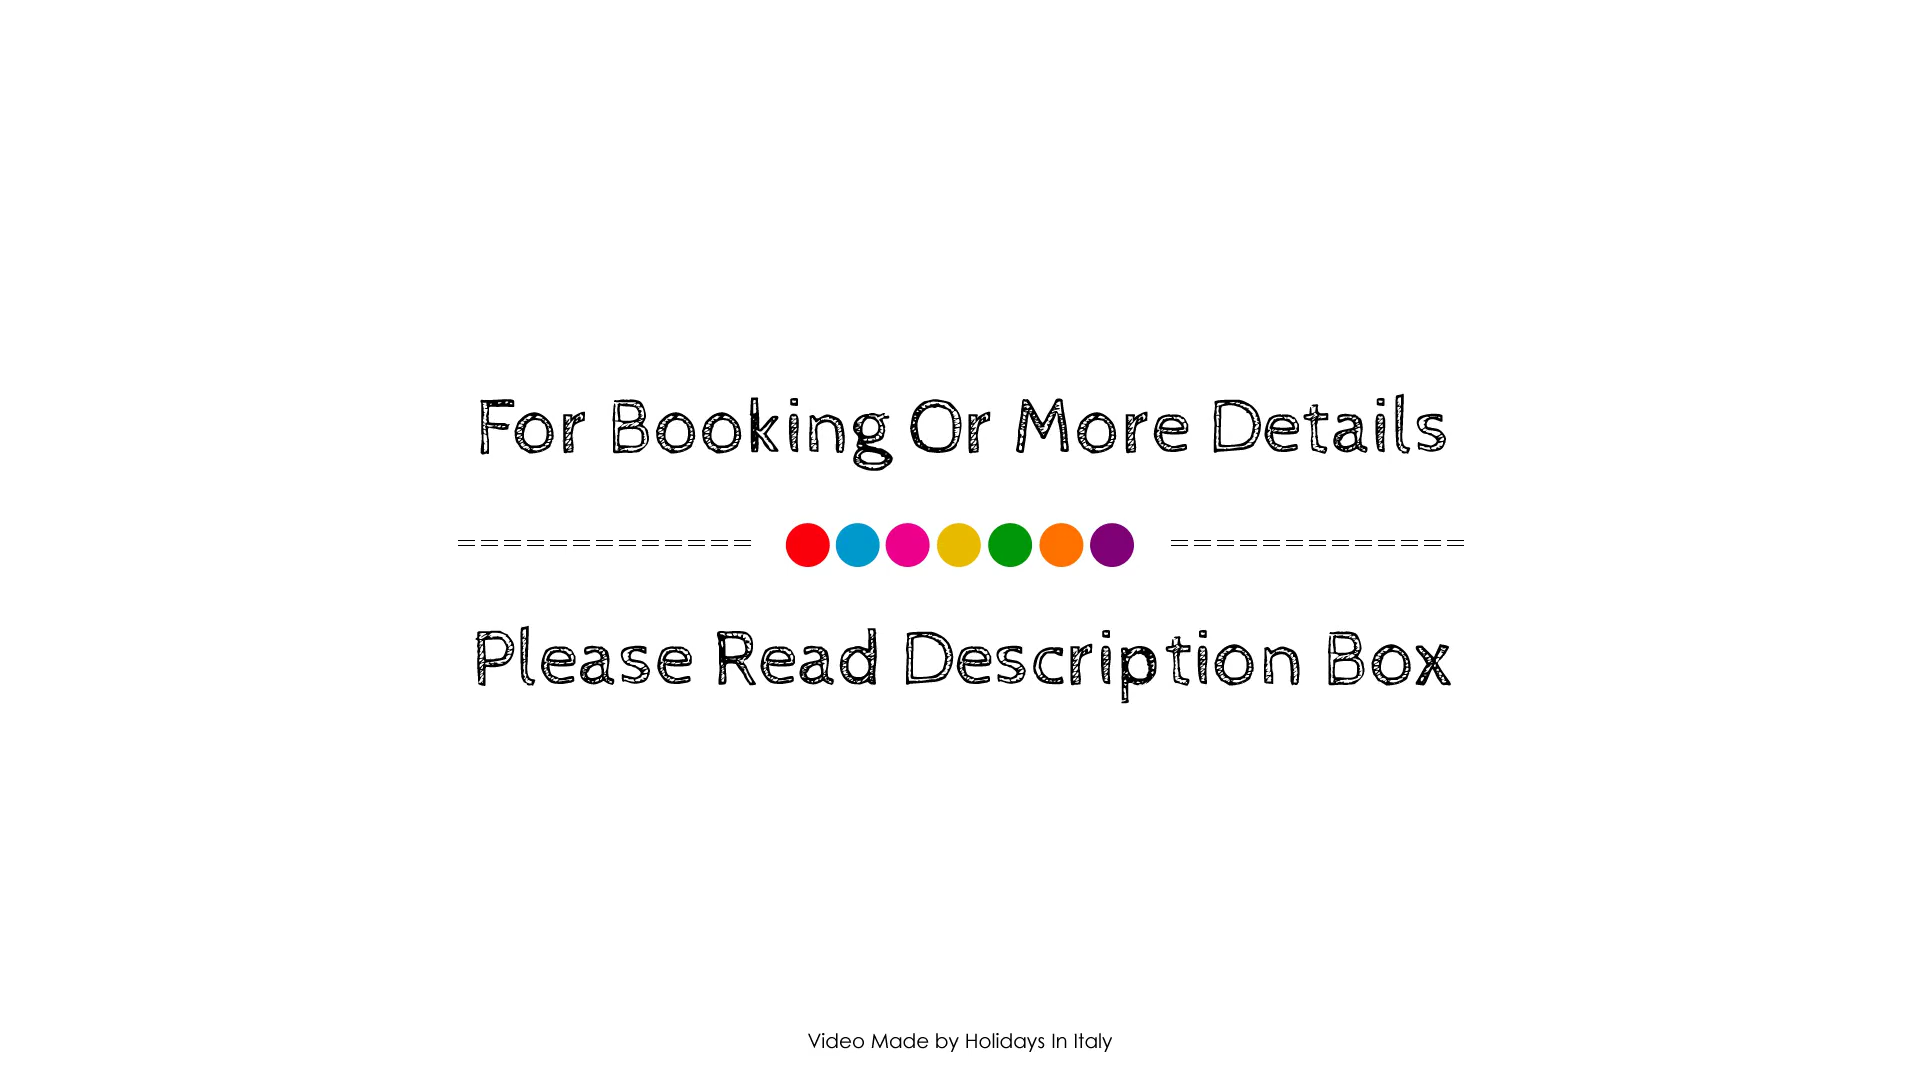 For Booking Or More Details
============= =============
Please Read Description Box
Video Made by Holidays In Italy